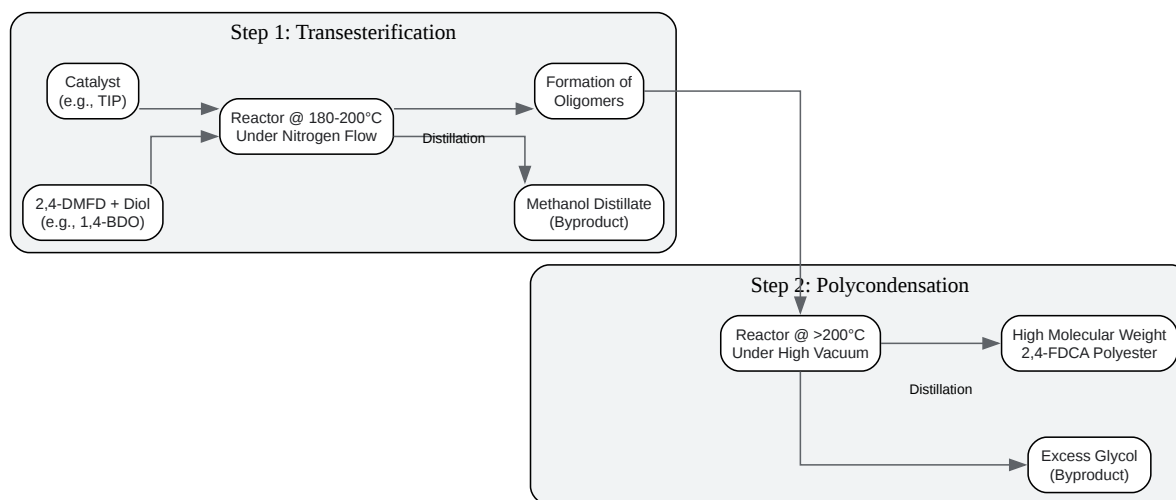 Step 1: Transesterification
Catalyst
(e.g., TIP)
Formation of
Oligomers
Reactor @ 180-200°C
Under Nitrogen Flow
Distillation
2,4-DMFD + Diol
(e.g., 1,4-BDO)
Methanol Distillate
(Byproduct)
Step 2: Polycondensation
Reactor @ >200°C
Under High Vacuum
High Molecular Weight
2,4-FDCA Polyester
Distillation
Excess Glycol
(Byproduct)